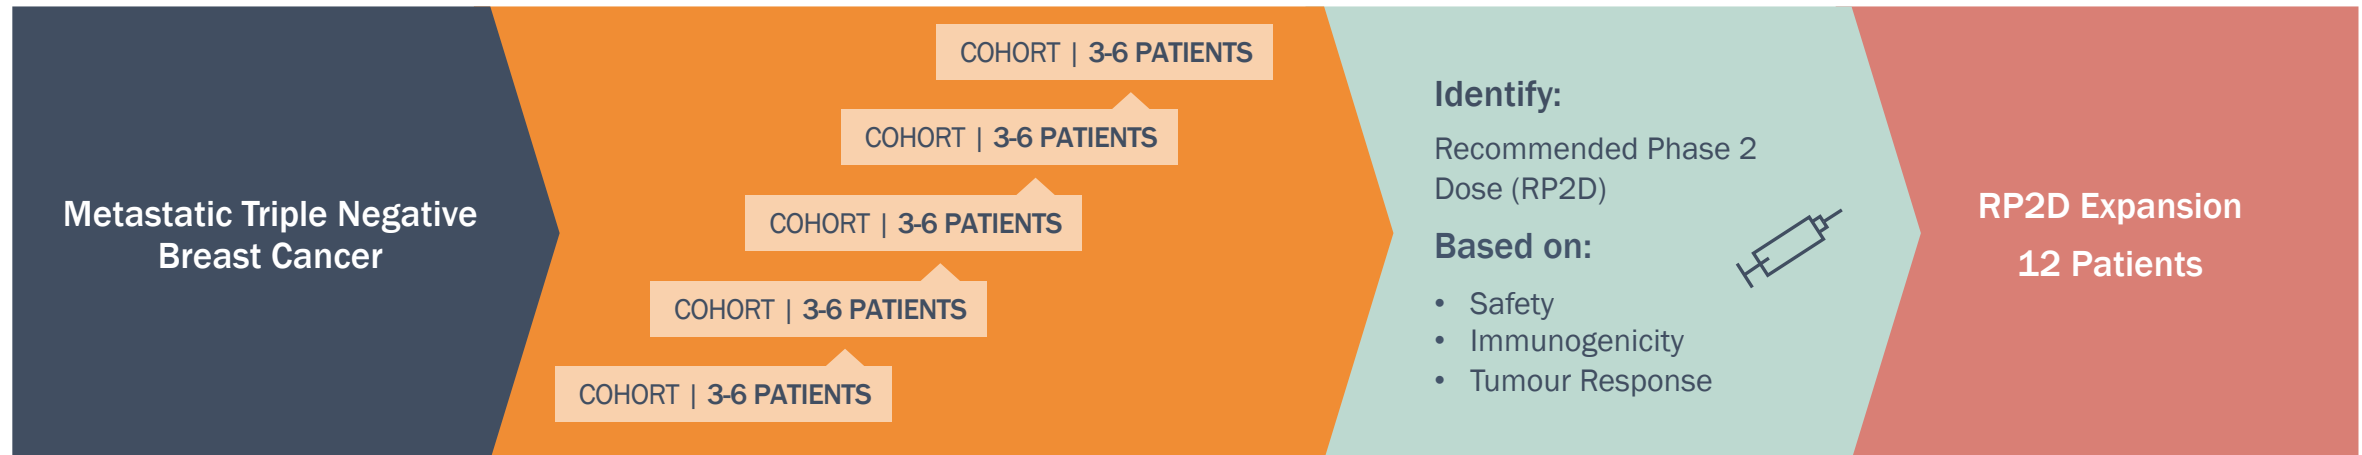 Metastatic Triple Negative
Breast Cancer
COHORT | 3-6 PATIENTS
COHORT | 3-6 PATIENTS
COHORT | 3-6 PATIENTS
COHORT | 3-6 PATIENTS
COHORT | 3-6 PATIENTS
Identify:
Recommended Phase 2
Dose (RP2D)
Based on:
• Safety
• Immunogenicity
• Tumour Response
RP2D Expansion
12 Patients